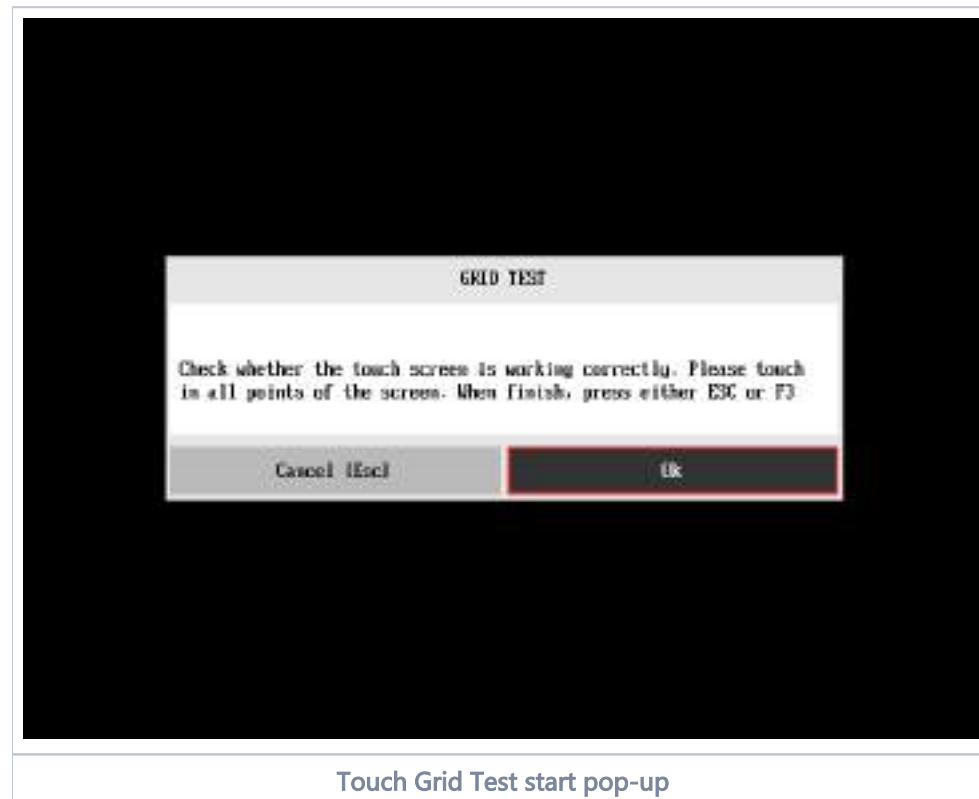 GRID TEST
Check whether the touch screen is working correctly. Please touch
in all points of the screen. When finish, press either ESC or F3
Cancel [Esc]
Ok
Touch Grid Test start pop-up